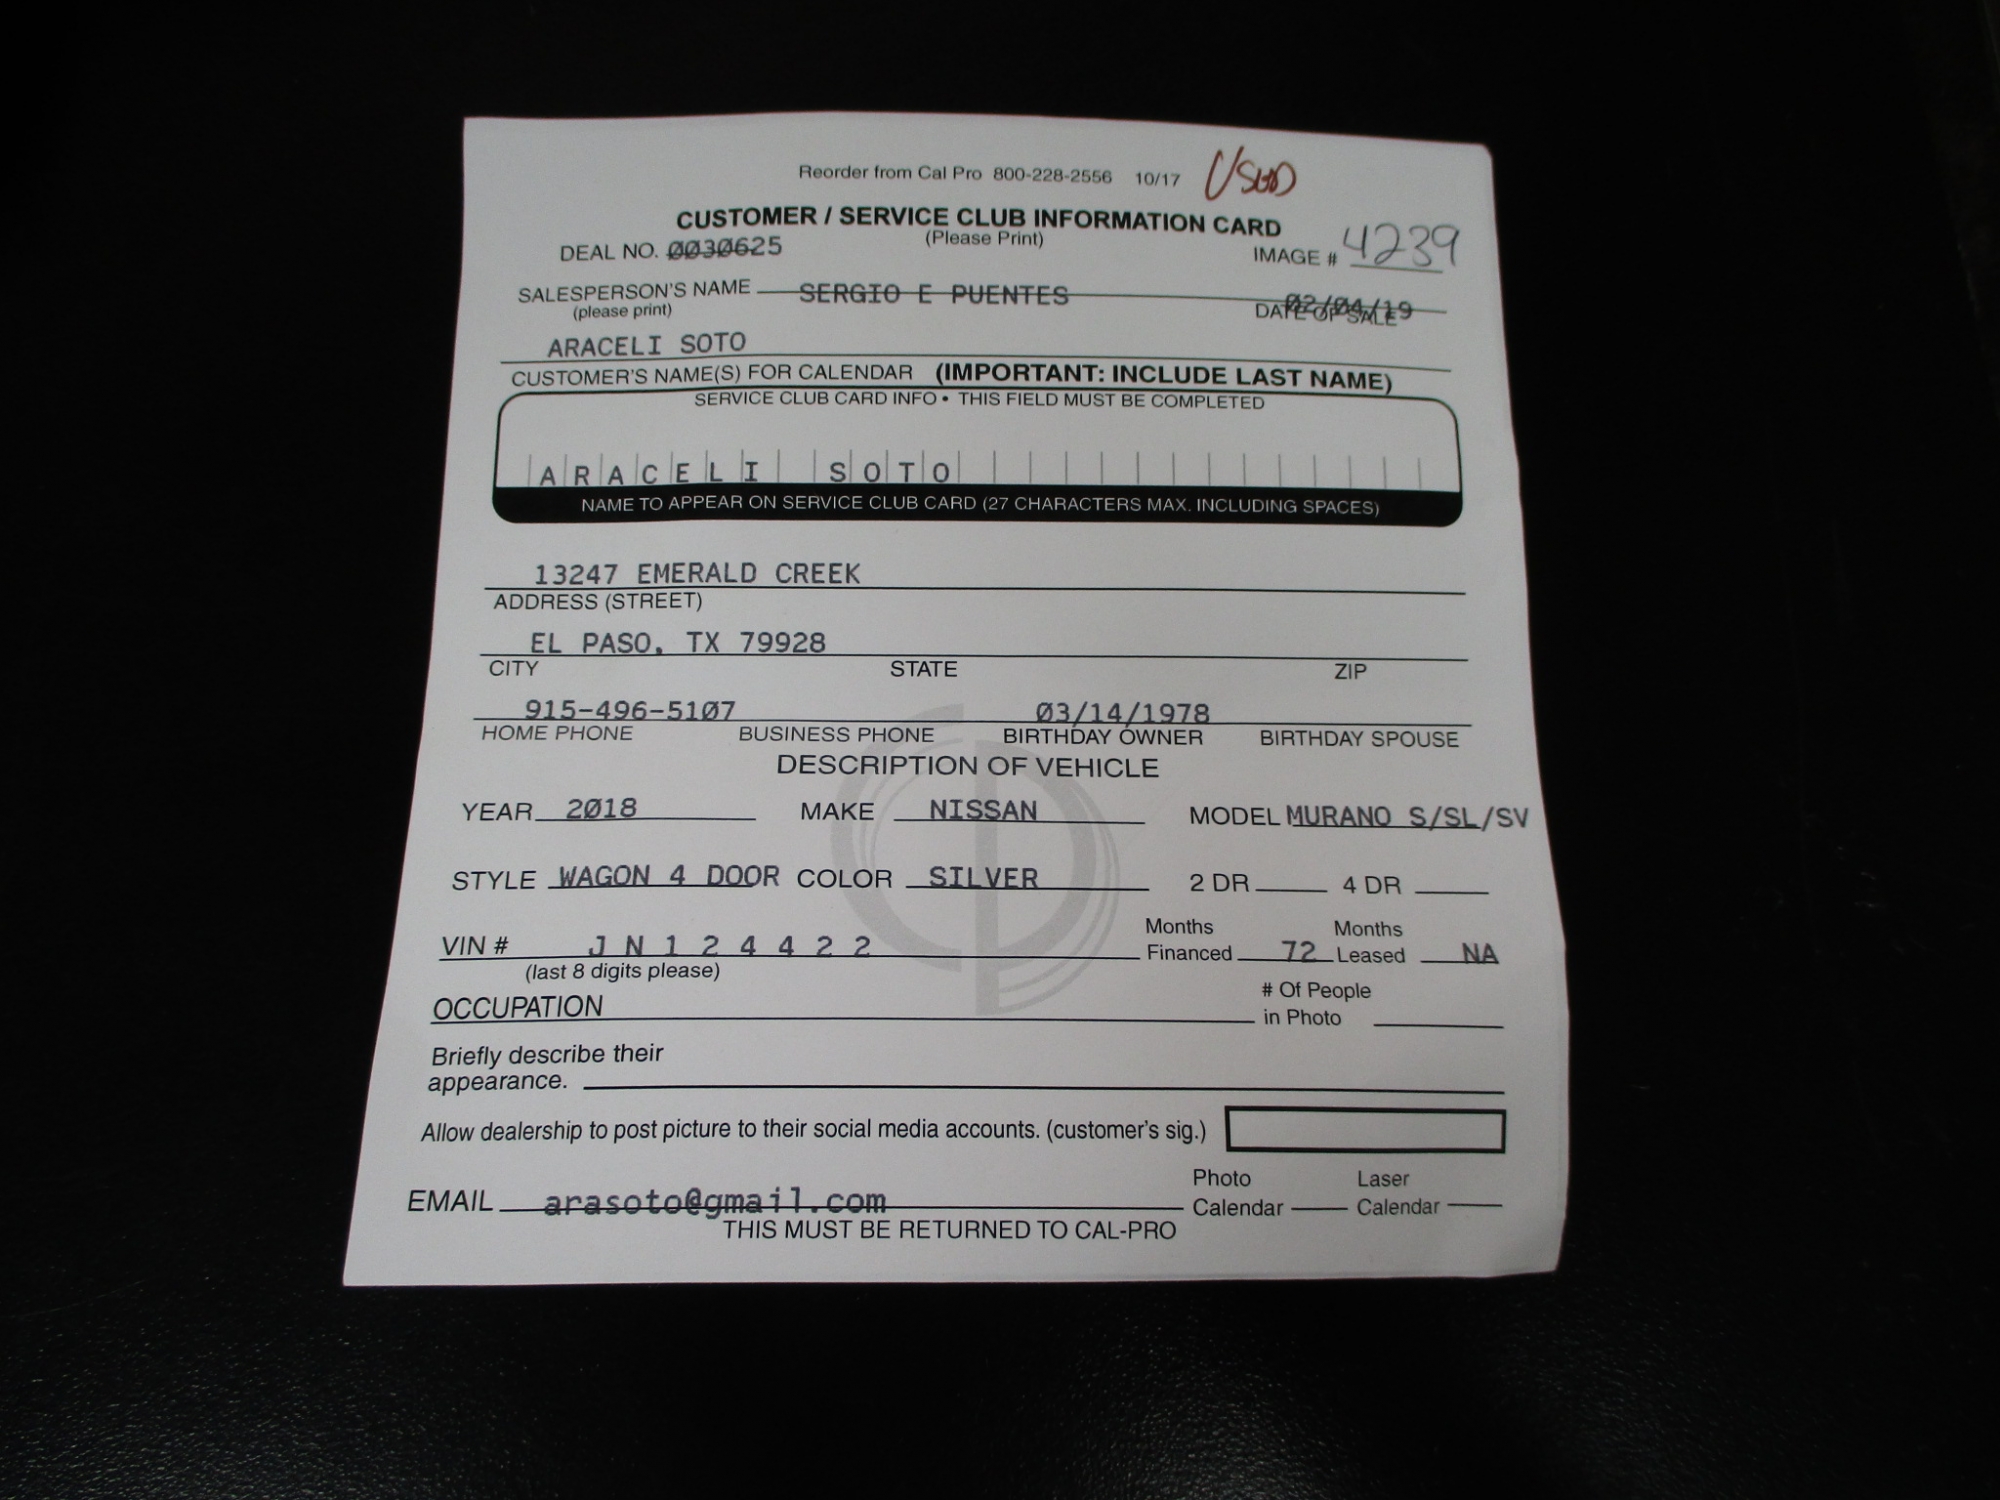 Reorder from Cal Pro 800-228-2556 10/17 USED
CUSTOMER / SERVICE CLUB INFORMATION CARD
(Please Print)
DEAL NO. 0030625
IMAGE # 4239
SALESPERSON'S NAME SERGIO E PUENTES
(please print)
DATE OF SALE 02/04/19
ARACELI SOTO
CUSTOMER'S NAME(S) FOR CALENDAR (IMPORTANT: INCLUDE LAST NAME)
SERVICE CLUB CARD INFO • THIS FIELD MUST BE COMPLETED
ARACELI SOTO
NAME TO APPEAR ON SERVICE CLUB CARD (27 CHARACTERS MAX. INCLUDING SPACES)
13247 EMERALD CREEK
ADDRESS (STREET)
EL PASO, TX 79928
CITY STATE ZIP
915-496-5107 03/14/1978
HOME PHONE BUSINESS PHONE BIRTHDAY OWNER BIRTHDAY SPOUSE
DESCRIPTION OF VEHICLE
YEAR 2018 MAKE NISSAN MODEL MURANO S/SL/SV
STYLE WAGON 4 DOOR COLOR SILVER 2 DR 4 DR
VIN # J N 1 2 4 4 2 2 Months Financed 72 Months Leased NA
(last 8 digits please)
OCCUPATION # Of People in Photo
Briefly describe their
appearance.
Allow dealership to post picture to their social media accounts. (customer's sig.)
EMAIL arasoto@gmail.com Photo Calendar Laser Calendar
THIS MUST BE RETURNED TO CAL-PRO